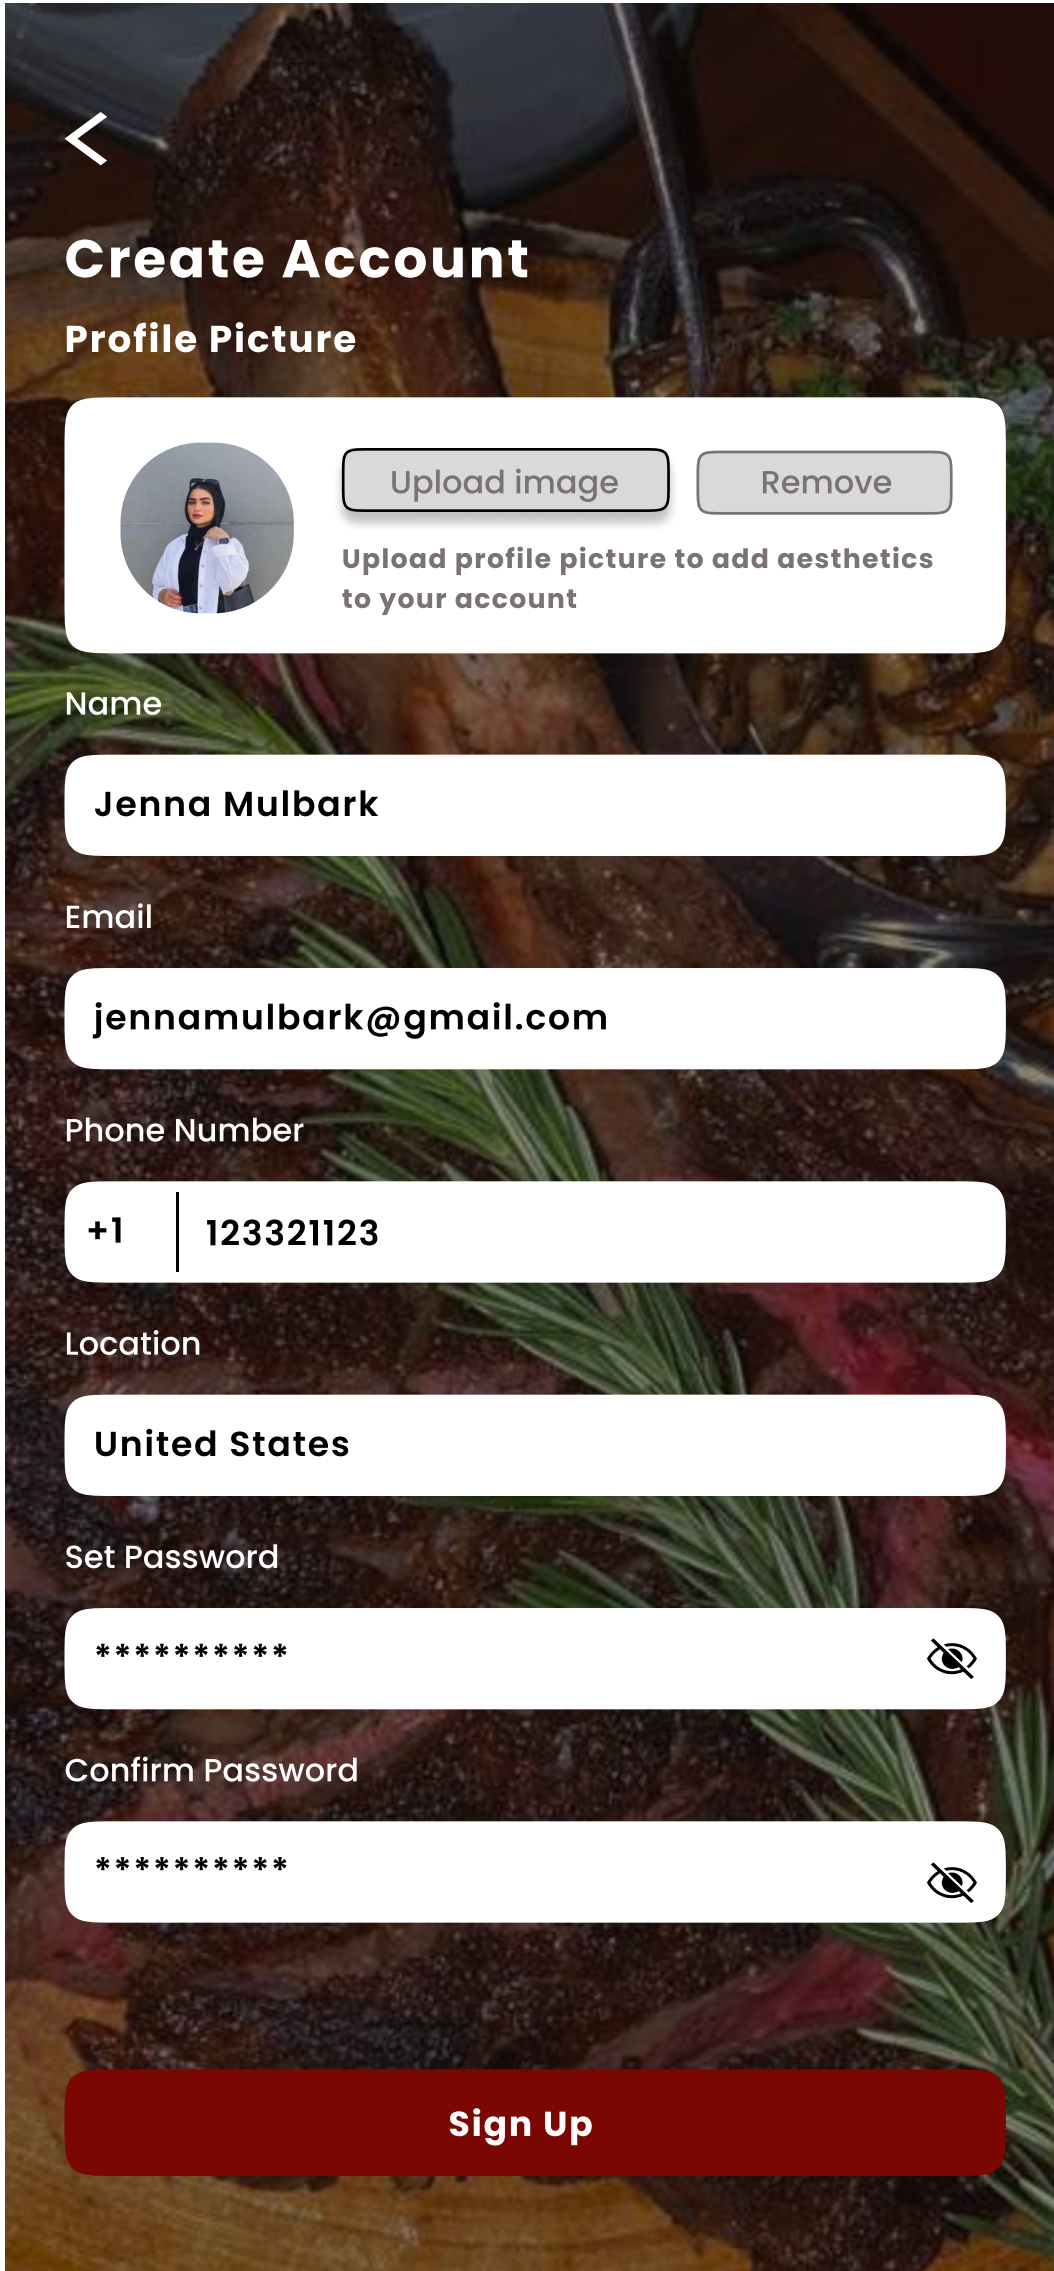 Create Account
Profile Picture
Upload image
Remove
Upload profile picture to add aesthetics
to your account
Name
Jenna Mulbark
Email
jennamulbark@gmail.com
Phone Number
+1 123321123
Location
United States
Set Password
**********
Confirm Password
**********
Sign Up